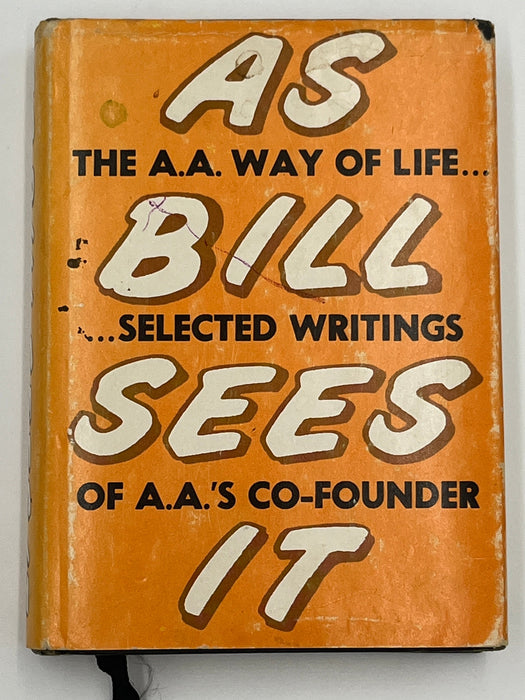 AS
THE A.A. WAY OF LIFE...
BILL
...SELECTED WRITINGS
SEES
OF A.A.'S CO-FOUNDER
IT